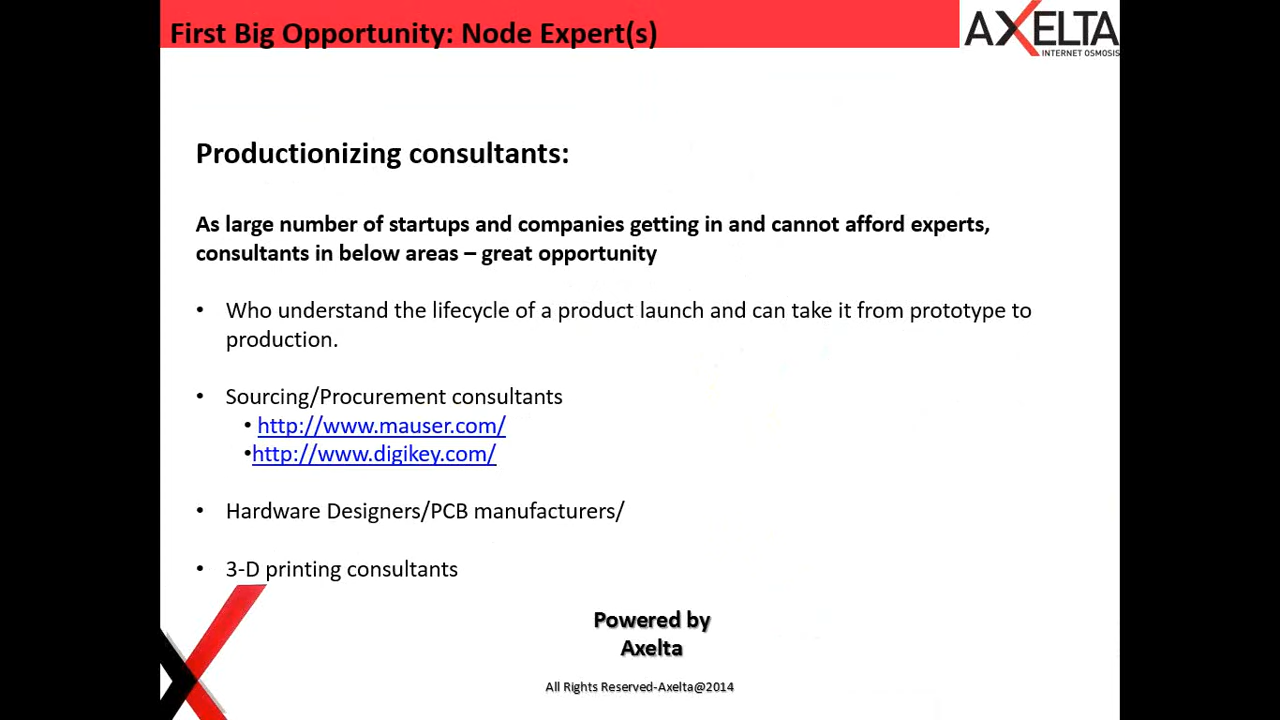 First Big Opportunity: Node Expert(s)
AXELTA
INTERNET OSMOSIS
Productionizing consultants:
As large number of startups and companies getting in and cannot afford experts,
consultants in below areas – great opportunity
• Who understand the lifecycle of a product launch and can take it from prototype to
production.
• Sourcing/Procurement consultants
• http://www.mauser.com/
•http://www.digikey.com/
• Hardware Designers/PCB manufacturers/
• 3-D printing consultants
Powered by
Axelta
All Rights Reserved-Axelta@2014